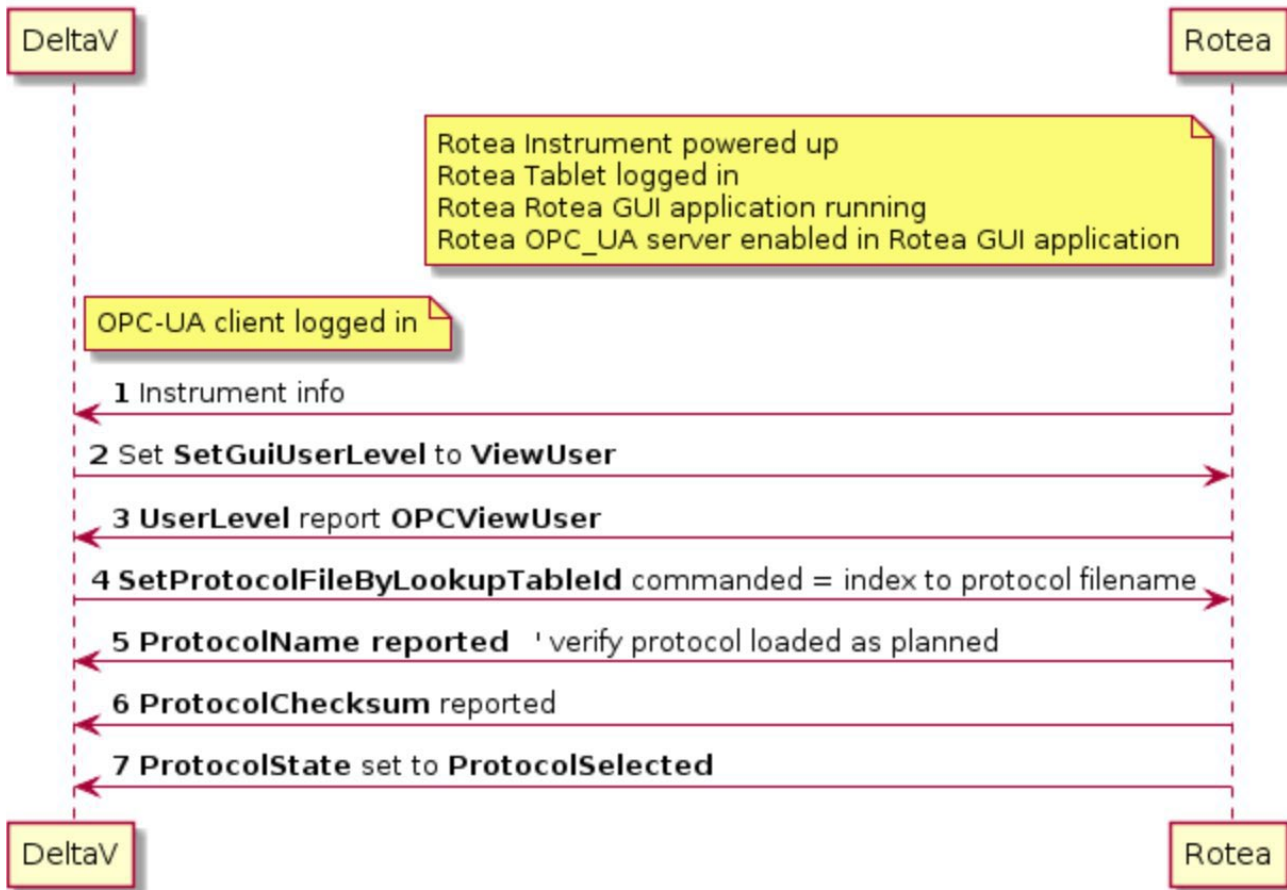 DeltaV
Rotea
Rotea Instrument powered up
Rotea Tablet logged in
Rotea Rotea GUI application running
Rotea OPC_UA server enabled in Rotea GUI application
OPC-UA client logged in
1 Instrument info
2 Set SetGuiUserLevel to ViewUser
3 UserLevel report OPCViewUser
4 SetProtocolFileByLookupTableId commanded = index to protocol filename
5 ProtocolName reported ' verify protocol loaded as planned
6 ProtocolChecksum reported
7 ProtocolState set to ProtocolSelected
DeltaV
Rotea